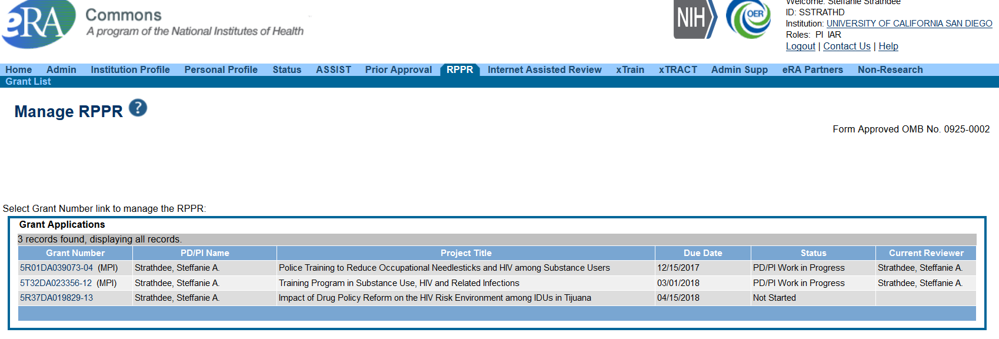 eRA Commons
A program of the National Institutes of Health
NIH OER
Welcome: Steffanie Strathdee
ID: SSTRATHD
Institution: UNIVERSITY OF CALIFORNIA SAN DIEGO
Roles: PI IAR
Logout | Contact Us | Help
Home Admin Institution Profile Personal Profile Status ASSIST Prior Approval RPPR Internet Assisted Review xTrain xTRACT Admin Supp eRA Partners Non-Research
Grant List
Manage RPPR ?
Form Approved OMB No. 0925-0002
Select Grant Number link to manage the RPPR:
Grant Applications
3 records found, displaying all records.
Grant Number PD/PI Name Project Title Due Date Status Current Reviewer
5R01DA039073-04 (MPI) Strathdee, Steffanie A. Police Training to Reduce Occupational Needlesticks and HIV among Substance Users 12/15/2017 PD/PI Work in Progress Strathdee, Steffanie A.
5T32DA023356-12 (MPI) Strathdee, Steffanie A. Training Program in Substance Use, HIV and Related Infections 03/01/2018 PD/PI Work in Progress Strathdee, Steffanie A.
5R37DA019829-13 Strathdee, Steffanie A. Impact of Drug Policy Reform on the HIV Risk Environment among IDUs in Tijuana 04/15/2018 Not Started